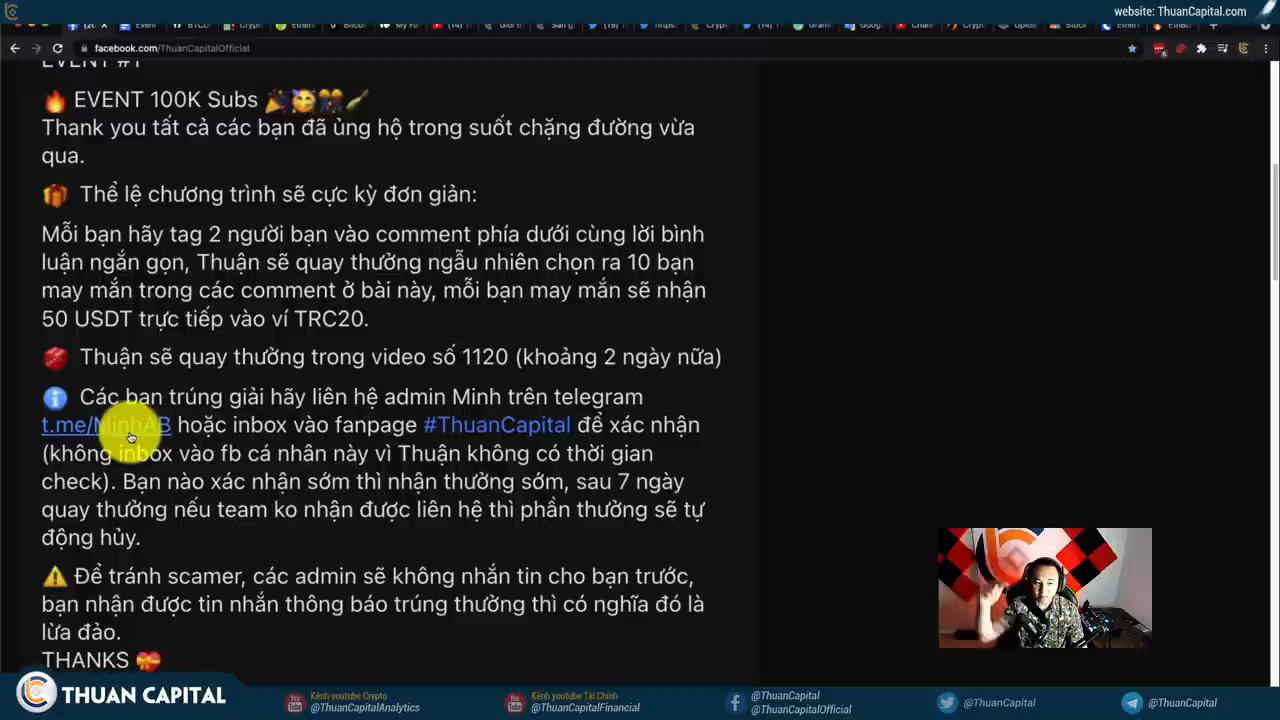 website: ThuanCapital.com
facebook.com/ThuanCapitalOfficial
EVENT #1
EVENT 100K Subs
Thank you tất cả các bạn đã ủng hộ trong suốt chặng đường vừa
qua.
Thể lệ chương trình sẽ cực kỳ đơn giản:
Mỗi bạn hãy tag 2 người bạn vào comment phía dưới cùng lời bình
luận ngắn gọn, Thuận sẽ quay thưởng ngẫu nhiên chọn ra 10 bạn
may mắn trong các comment ở bài này, mỗi bạn may mắn sẽ nhận
50 USDT trực tiếp vào ví TRC20.
Thuận sẽ quay thưởng trong video số 1120 (khoảng 2 ngày nữa)
Các bạn trúng giải hãy liên hệ admin Minh trên telegram
t.me/MinhAB hoặc inbox vào fanpage #ThuanCapital để xác nhận
(không inbox vào fb cá nhân này vì Thuận không có thời gian
check). Bạn nào xác nhận sớm thì nhận thưởng sớm, sau 7 ngày
quay thưởng nếu team ko nhận được liên hệ thì phần thưởng sẽ tự
động hủy.
Để tránh scamer, các admin sẽ không nhắn tin cho bạn trước,
bạn nhận được tin nhắn thông báo trúng thưởng thì có nghĩa đó là
lừa đảo.
THANKS
THUAN CAPITAL
Kênh youtube Crypto
@ThuanCapitalAnalytics
Kênh youtube Tài Chính
@ThuanCapitalFinancial
@ThuanCapital
@ThuanCapitalOfficial
@ThuanCapital
@ThuanCapital